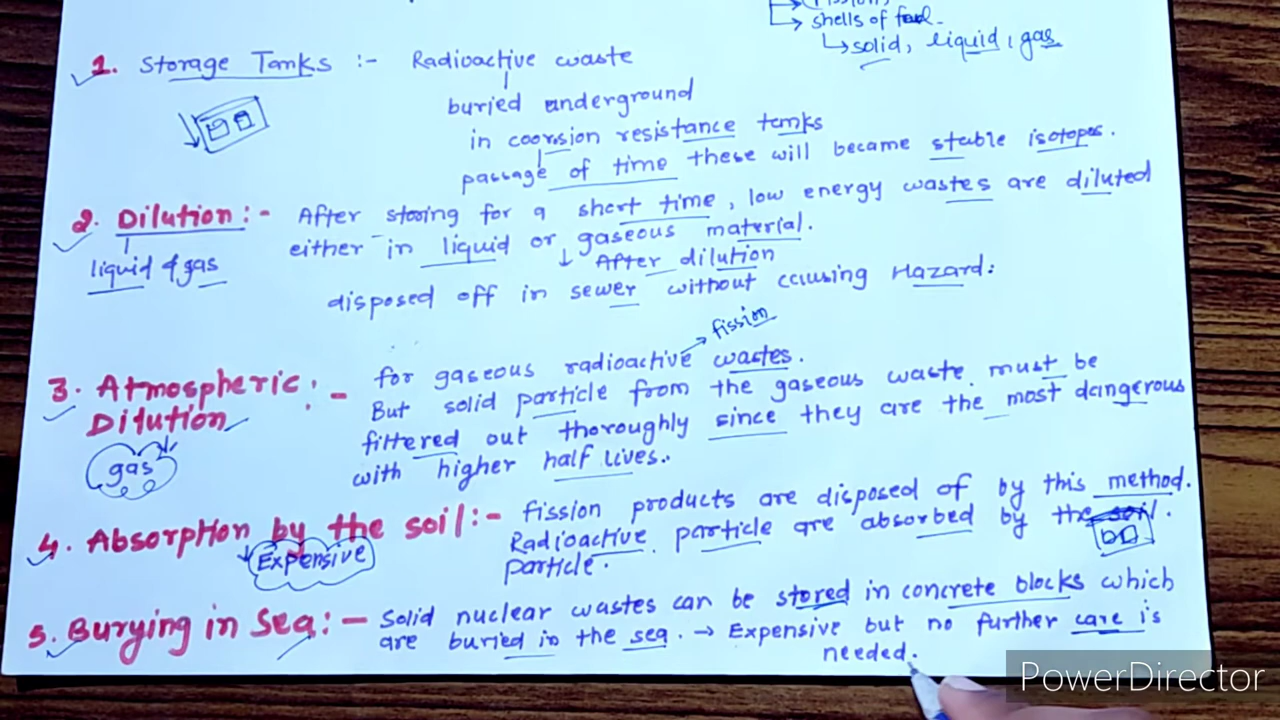 fission,
shells of fuel.
solid, liquid, gas
1. Storage Tanks :- Radioactive waste
buried underground
in coorsion resistance tanks
passage of time these will became stable isotopes.
2. Dilution :- After storing for a short time, low energy wastes are diluted
liquid & gas either in liquid or gaseous material.
After dilution
disposed off in sewer without causing Hazard:
fission
3. Atmospheric :- for gaseous radioactive wastes.
Dilution But solid particle from the gaseous waste must be
gas filtered out thoroughly since they are the most dangerous
with higher half lives..
4. Absorption by the soil :- fission products are disposed of by this method.
Expensive Radioactive particle are absorbed by the soil.
particle.
5. Burying in Sea :- Solid nuclear wastes can be stored in concrete blocks which
are buried in the sea. → Expensive but no further care is
needed.
PowerDirector